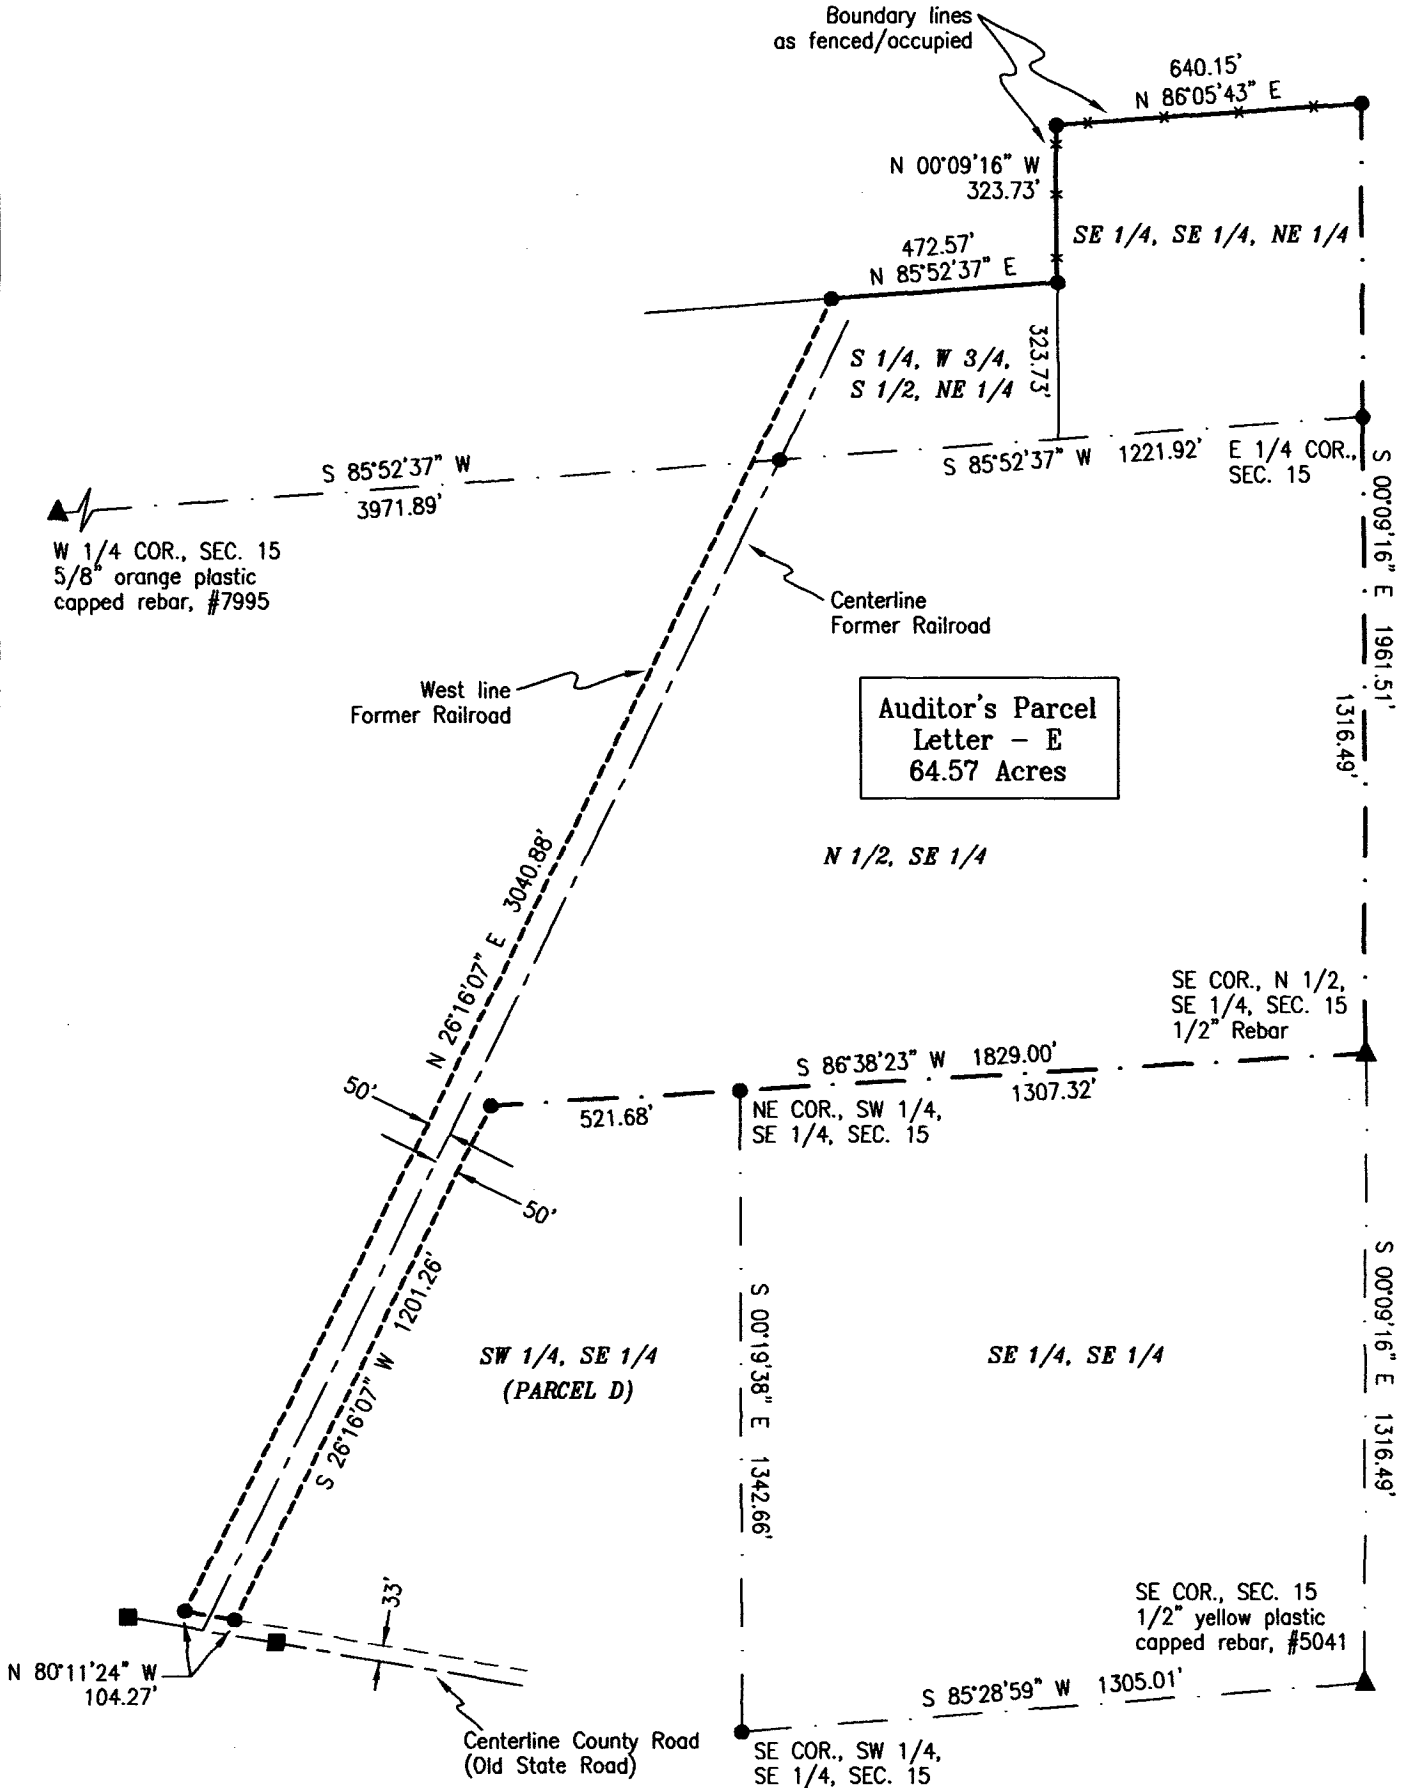 Boundary lines
as fenced/occupied
640.15'
N 86°05'43" E
N 00°09'16" W
323.73'
SE 1/4, SE 1/4, NE 1/4
472.57'
N 85°52'37" E
323.73'
S 1/4, W 3/4,
S 1/2, NE 1/4
S 85°52'37" W
3971.89'
S 85°52'37" W 1221.92'
E 1/4 COR.,
SEC. 15
W 1/4 COR., SEC. 15
5/8" orange plastic
capped rebar, #7995
S 00°09'16" E 1961.51'
1316.49'
Centerline
Former Railroad
West line
Former Railroad
Auditor's Parcel
Letter - E
64.57 Acres
N 1/2, SE 1/4
N 26°16'07" E 3040.88'
SE COR., N 1/2,
SE 1/4, SEC. 15
1/2" Rebar
S 86°38'23" W 1829.00'
1307.32'
521.68'
NE COR., SW 1/4,
SE 1/4, SEC. 15
50'
50'
S 26°16'07" W 1201.26'
SW 1/4, SE 1/4
(PARCEL D)
S 00°19'38" E 1342.66'
SE 1/4, SE 1/4
S 00°09'16" E 1316.49'
33'
SE COR., SEC. 15
1/2" yellow plastic
capped rebar, #5041
N 80°11'24" W
104.27'
S 85°28'59" W 1305.01'
Centerline County Road
(Old State Road)
SE COR., SW 1/4,
SE 1/4, SEC. 15